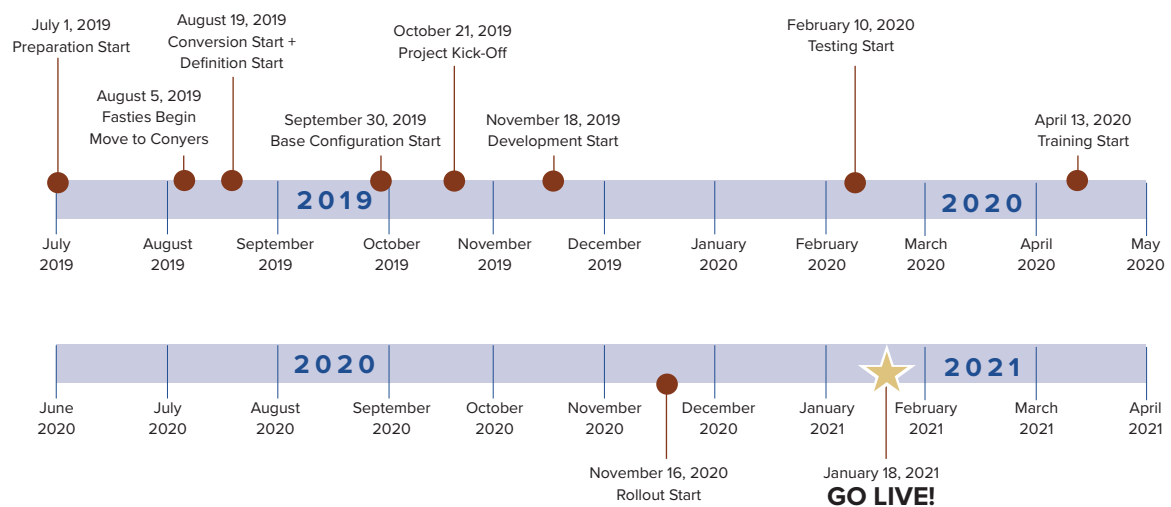 July 1, 2019
Preparation Start
August 5, 2019
Fasties Begin
Move to Conyers
August 19, 2019
Conversion Start +
Definition Start
September 30, 2019
Base Configuration Start
October 21, 2019
Project Kick-Off
November 18, 2019
Development Start
February 10, 2020
Testing Start
April 13, 2020
Training Start
2019
2020
July
2019
August
2019
September
2019
October
2019
November
2019
December
2019
January
2020
February
2020
March
2020
April
2020
May
2020
2020
2021
June
2020
July
2020
August
2020
September
2020
October
2020
November
2020
December
2020
January
2021
February
2021
March
2021
April
2021
November 16, 2020
Rollout Start
January 18, 2021
GO LIVE!